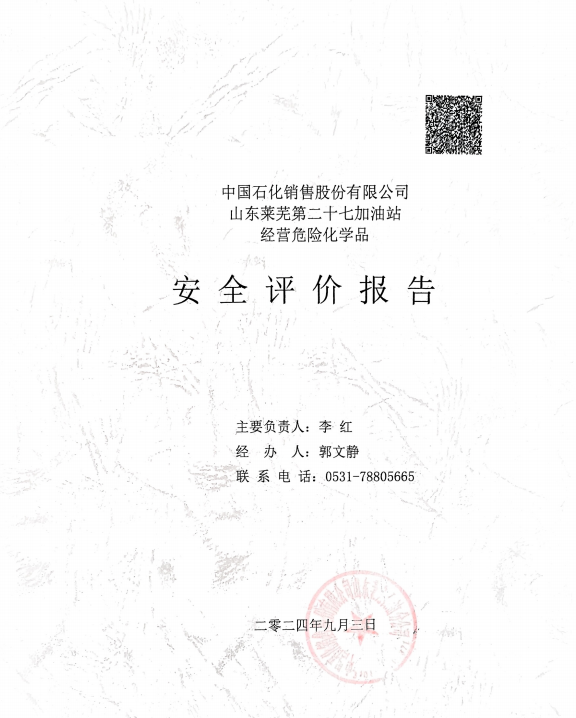 中国石化销售股份有限公司
山东莱芜第二十七加油站
经营危险化学品
安全评价报告
主要负责人：李 红
经 办 人：郭文静
联 系 电 话：0531-78805665
二零二四年九月三日